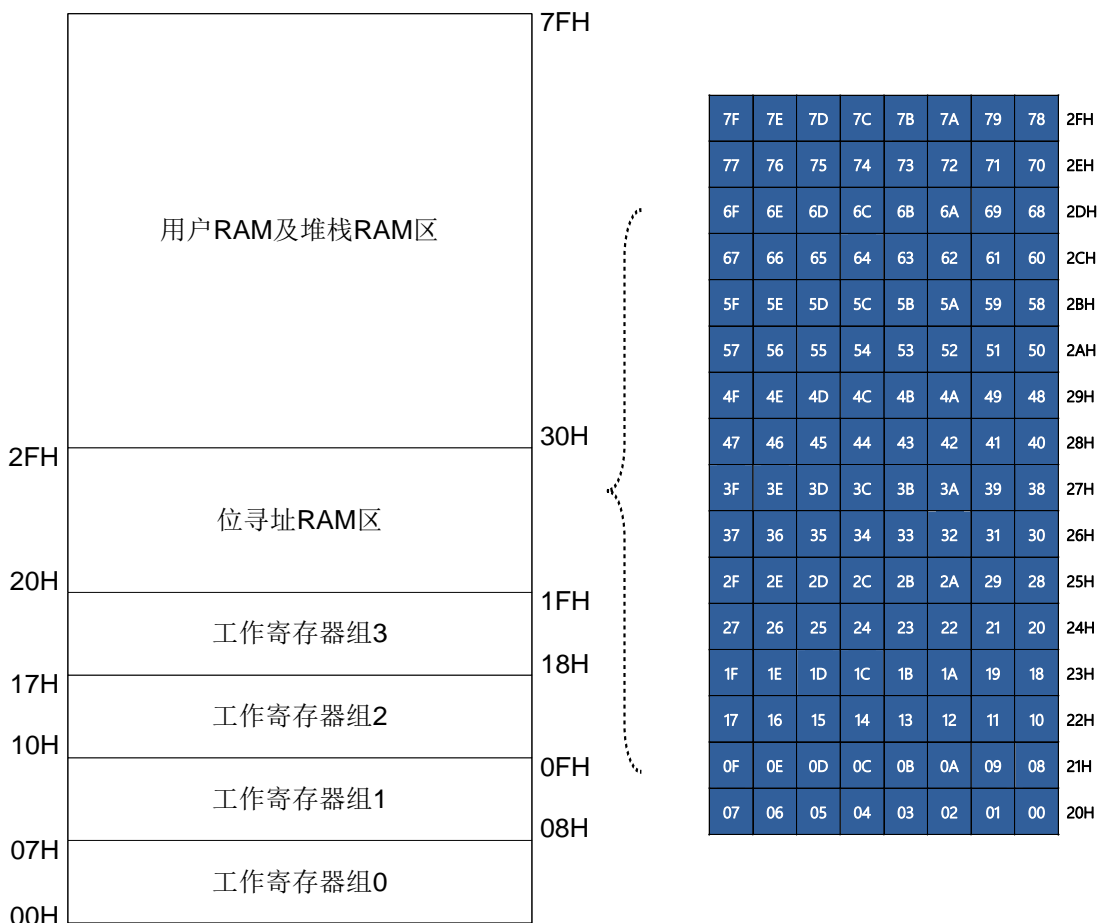 7FH
用户RAM及堆栈RAM区
30H
2FH
位寻址RAM区
20H
1FH
工作寄存器组3
18H
17H
工作寄存器组2
10H
0FH
工作寄存器组1
08H
07H
工作寄存器组0
00H
7F 7E 7D 7C 7B 7A 79 78 2FH
77 76 75 74 73 72 71 70 2EH
6F 6E 6D 6C 6B 6A 69 68 2DH
67 66 65 64 63 62 61 60 2CH
5F 5E 5D 5C 5B 5A 59 58 2BH
57 56 55 54 53 52 51 50 2AH
4F 4E 4D 4C 4B 4A 49 48 29H
47 46 45 44 43 42 41 40 28H
3F 3E 3D 3C 3B 3A 39 38 27H
37 36 35 34 33 32 31 30 26H
2F 2E 2D 2C 2B 2A 29 28 25H
27 26 25 24 23 22 21 20 24H
1F 1E 1D 1C 1B 1A 19 18 23H
17 16 15 14 13 12 11 10 22H
0F 0E 0D 0C 0B 0A 09 08 21H
07 06 05 04 03 02 01 00 20H